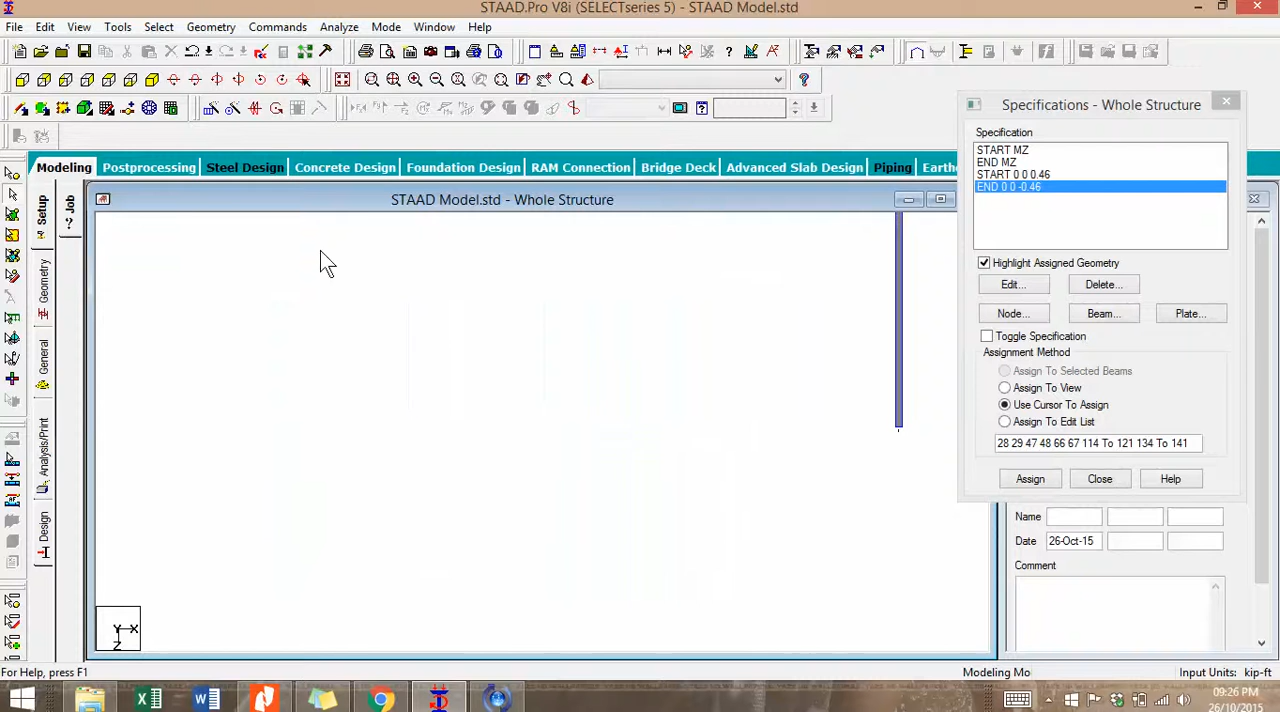 STAAD.Pro V8i (SELECTseries 5) - STAAD Model.std
File Edit View Tools Select Geometry Commands Analyze Mode Window Help
Modeling Postprocessing Steel Design Concrete Design Foundation Design RAM Connection Bridge Deck Advanced Slab Design Piping Earth
STAAD Model.std - Whole Structure
Job
Setup
Geometry
General
Analysis/Print
Design
Specifications - Whole Structure
Specification
START MZ
END MZ
START 0 0 0.46
END 0 0 -0.46
Highlight Assigned Geometry
Edit... Delete...
Node... Beam... Plate...
Toggle Specification
Assignment Method
Assign To Selected Beams
Assign To View
Use Cursor To Assign
Assign To Edit List
28 29 47 48 66 67 114 To 121 134 To 141
Assign Close Help
Name
Date 26-Oct-15
Comment
Y X
Z
For Help, press F1 Modeling Mo Input Units: kip-ft
09:26 PM
26/10/2015